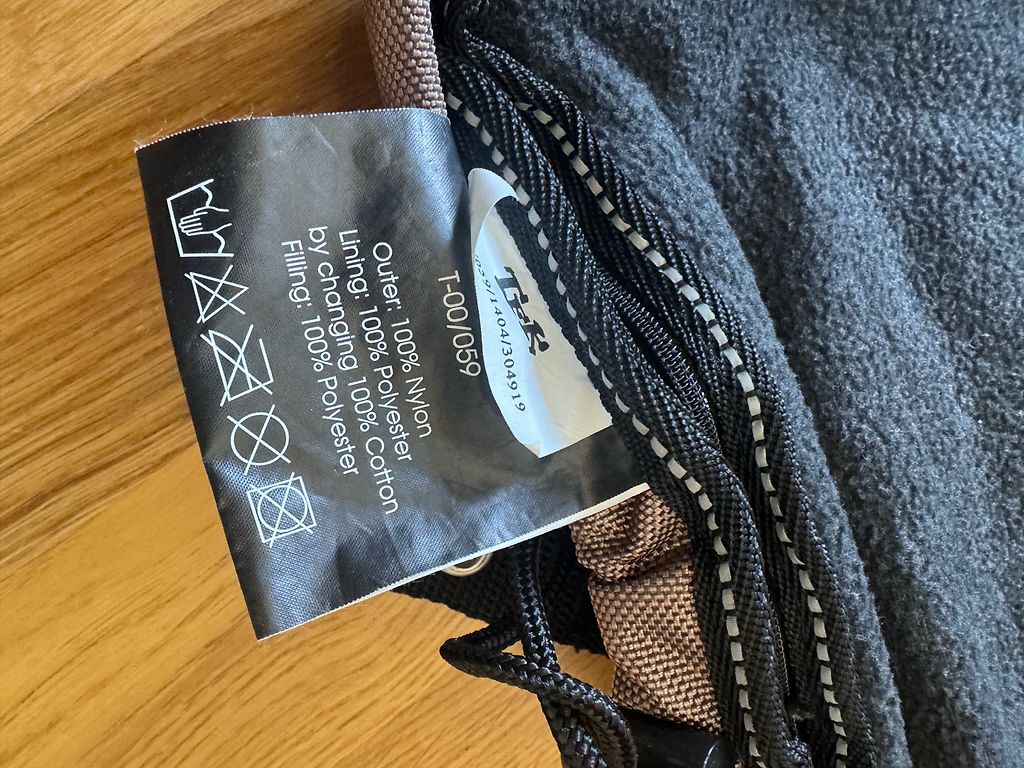 T-00/059
Outer: 100% Nylon
Lining: 100% Polyester
by changing 100% Cotton
Filling: 100% Polyester